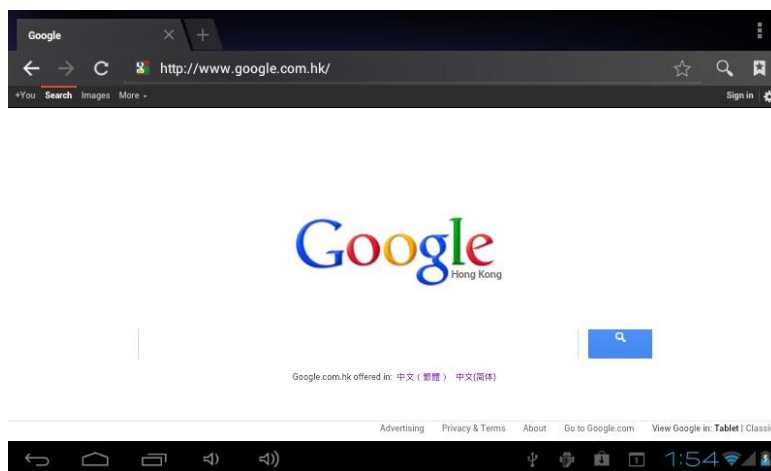 Google
http://www.google.com.hk/
+You Search Images More
Sign in
Google
Hong Kong
Google.com.hk offered in: 中文（繁體） 中文(简体)
Advertising Privacy & Terms About Go to Google.com View Google in: Tablet | Classic
1:54